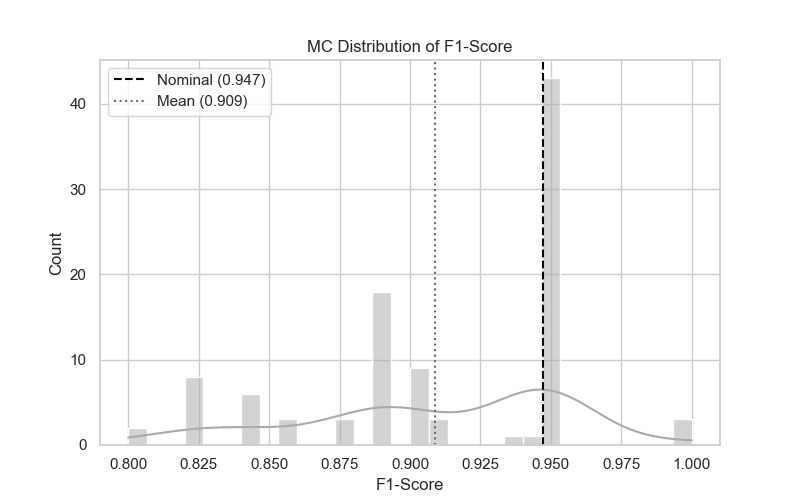 MC Distribution of F1-Score
Nominal (0.947)
Mean (0.909)
Count
40
30
20
10
0
0.800 0.825 0.850 0.875 0.900 0.925 0.950 0.975 1.000
F1-Score